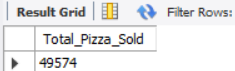 Result Grid Filter Rows:
Total_Pizza_Sold
49574